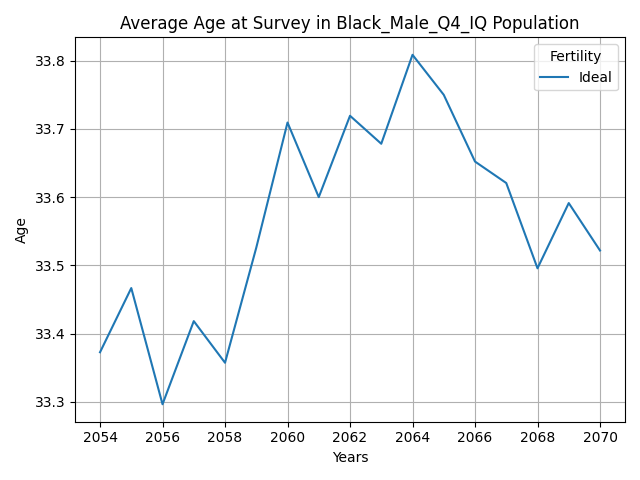 Average Age at Survey in Black_Male_Q4_IQ Population
Fertility
Ideal
33.8
33.7
33.6
33.5
33.4
33.3
Age
2054 2056 2058 2060 2062 2064 2066 2068 2070
Years